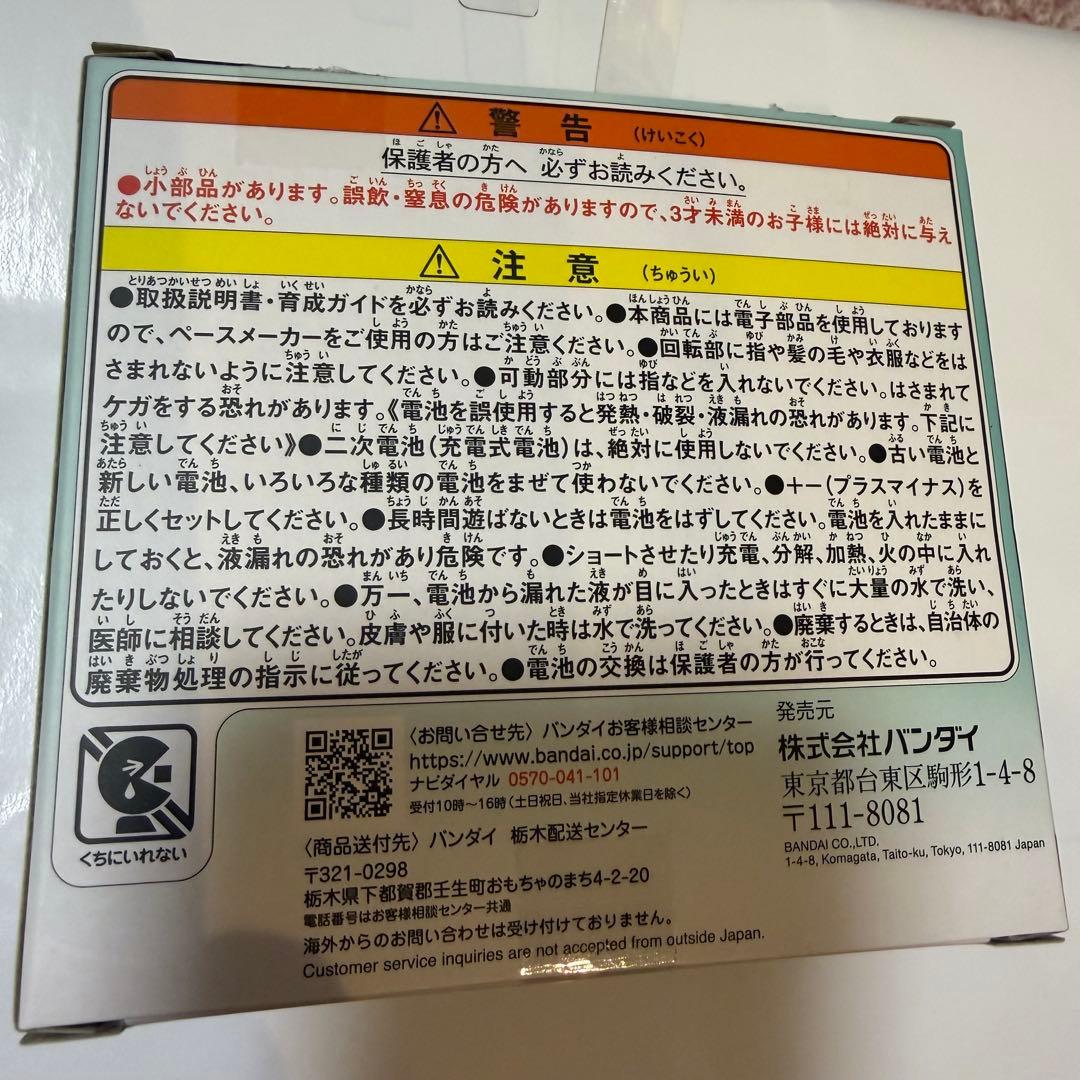 警告 (けいこく)
保護者の方へ 必ずお読みください。
●小部品があります。誤飲・窒息の危険がありますので、3才未満のお子様には絶対に与え
ないでください。
注意 (ちゅうい)
●取扱説明書・育成ガイドを必ずお読みください。●本商品には電子部品を使用しております
ので、ペースメーカーをご使用の方はご注意ください。●回転部に指や髪の毛や衣服などをは
さまれないように注意してください。●可動部分には指などを入れないでください。はさまれて
ケガをする恐れがあります。《電池を誤使用すると発熱・破裂・液漏れの恐れがあります。下記に
注意してください》●二次電池(充電式電池)は、絶対に使用しないでください。●古い電池と
新しい電池、いろいろな種類の電池をまぜて使わないでください。●+−(プラスマイナス)を
正しくセットしてください。●長時間遊ばないときは電池をはずしてください。電池を入れたままに
しておくと、液漏れの恐れがあり危険です。●ショートさせたり充電、分解、加熱、火の中に入れ
たりしないでください。●万一、電池から漏れた液が目に入ったときはすぐに大量の水で洗い、
医師に相談してください。皮膚や服に付いた時は水で洗ってください。●廃棄するときは、自治体の
廃棄物処理の指示に従ってください。●電池の交換は保護者の方が行ってください。
くちにいれない
〈お問い合せ先〉バンダイお客様相談センター
https://www.bandai.co.jp/support/top
ナビダイヤル 0570-041-101
受付10時〜16時(土日祝日、当社指定休業日を除く)
〈商品送付先〉バンダイ 栃木配送センター
〒321-0298
栃木県下都賀郡壬生町おもちゃのまち4-2-20
電話番号はお客様相談センター共通
海外からのお問い合わせは受け付けておりません。
Customer service inquiries are not accepted from outside Japan.
発売元
株式会社バンダイ
東京都台東区駒形1-4-8
〒111-8081
BANDAI CO.,LTD.
1-4-8, Komagata, Taito-ku, Tokyo, 111-8081 Japan